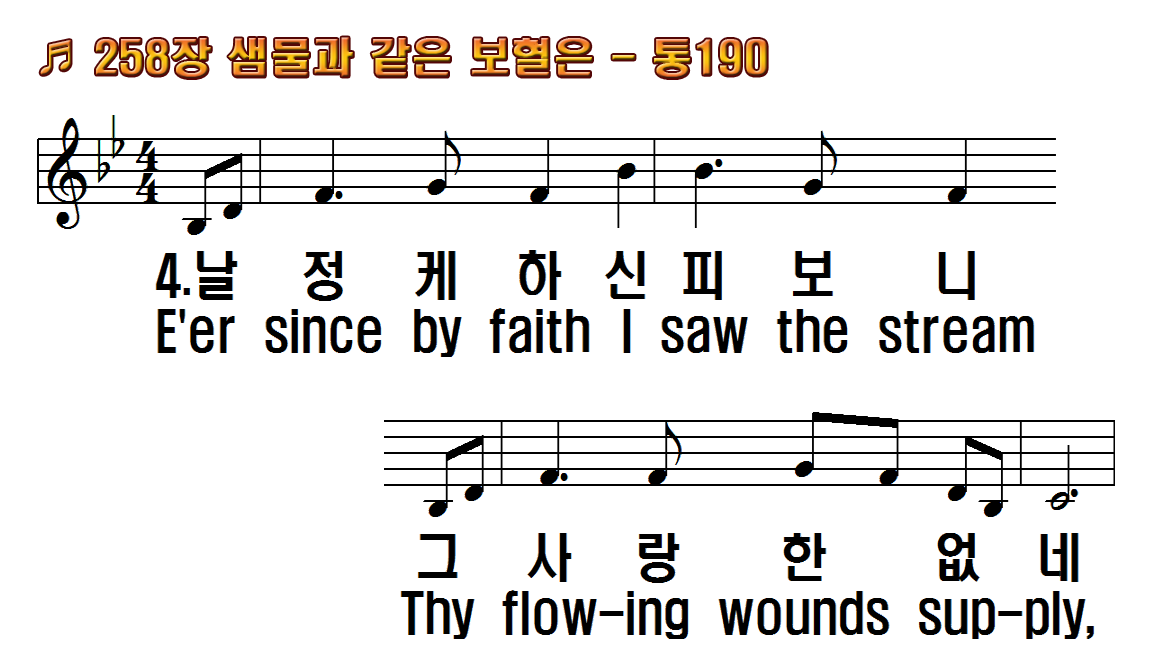 ♬ 258장 샘물과 같은 보혈은 - 통190
4.날 정 케 하 신 피 보 니
E'er since by faith I saw the stream
그 사 랑 한 없 네
Thy flow-ing wounds sup-ply,